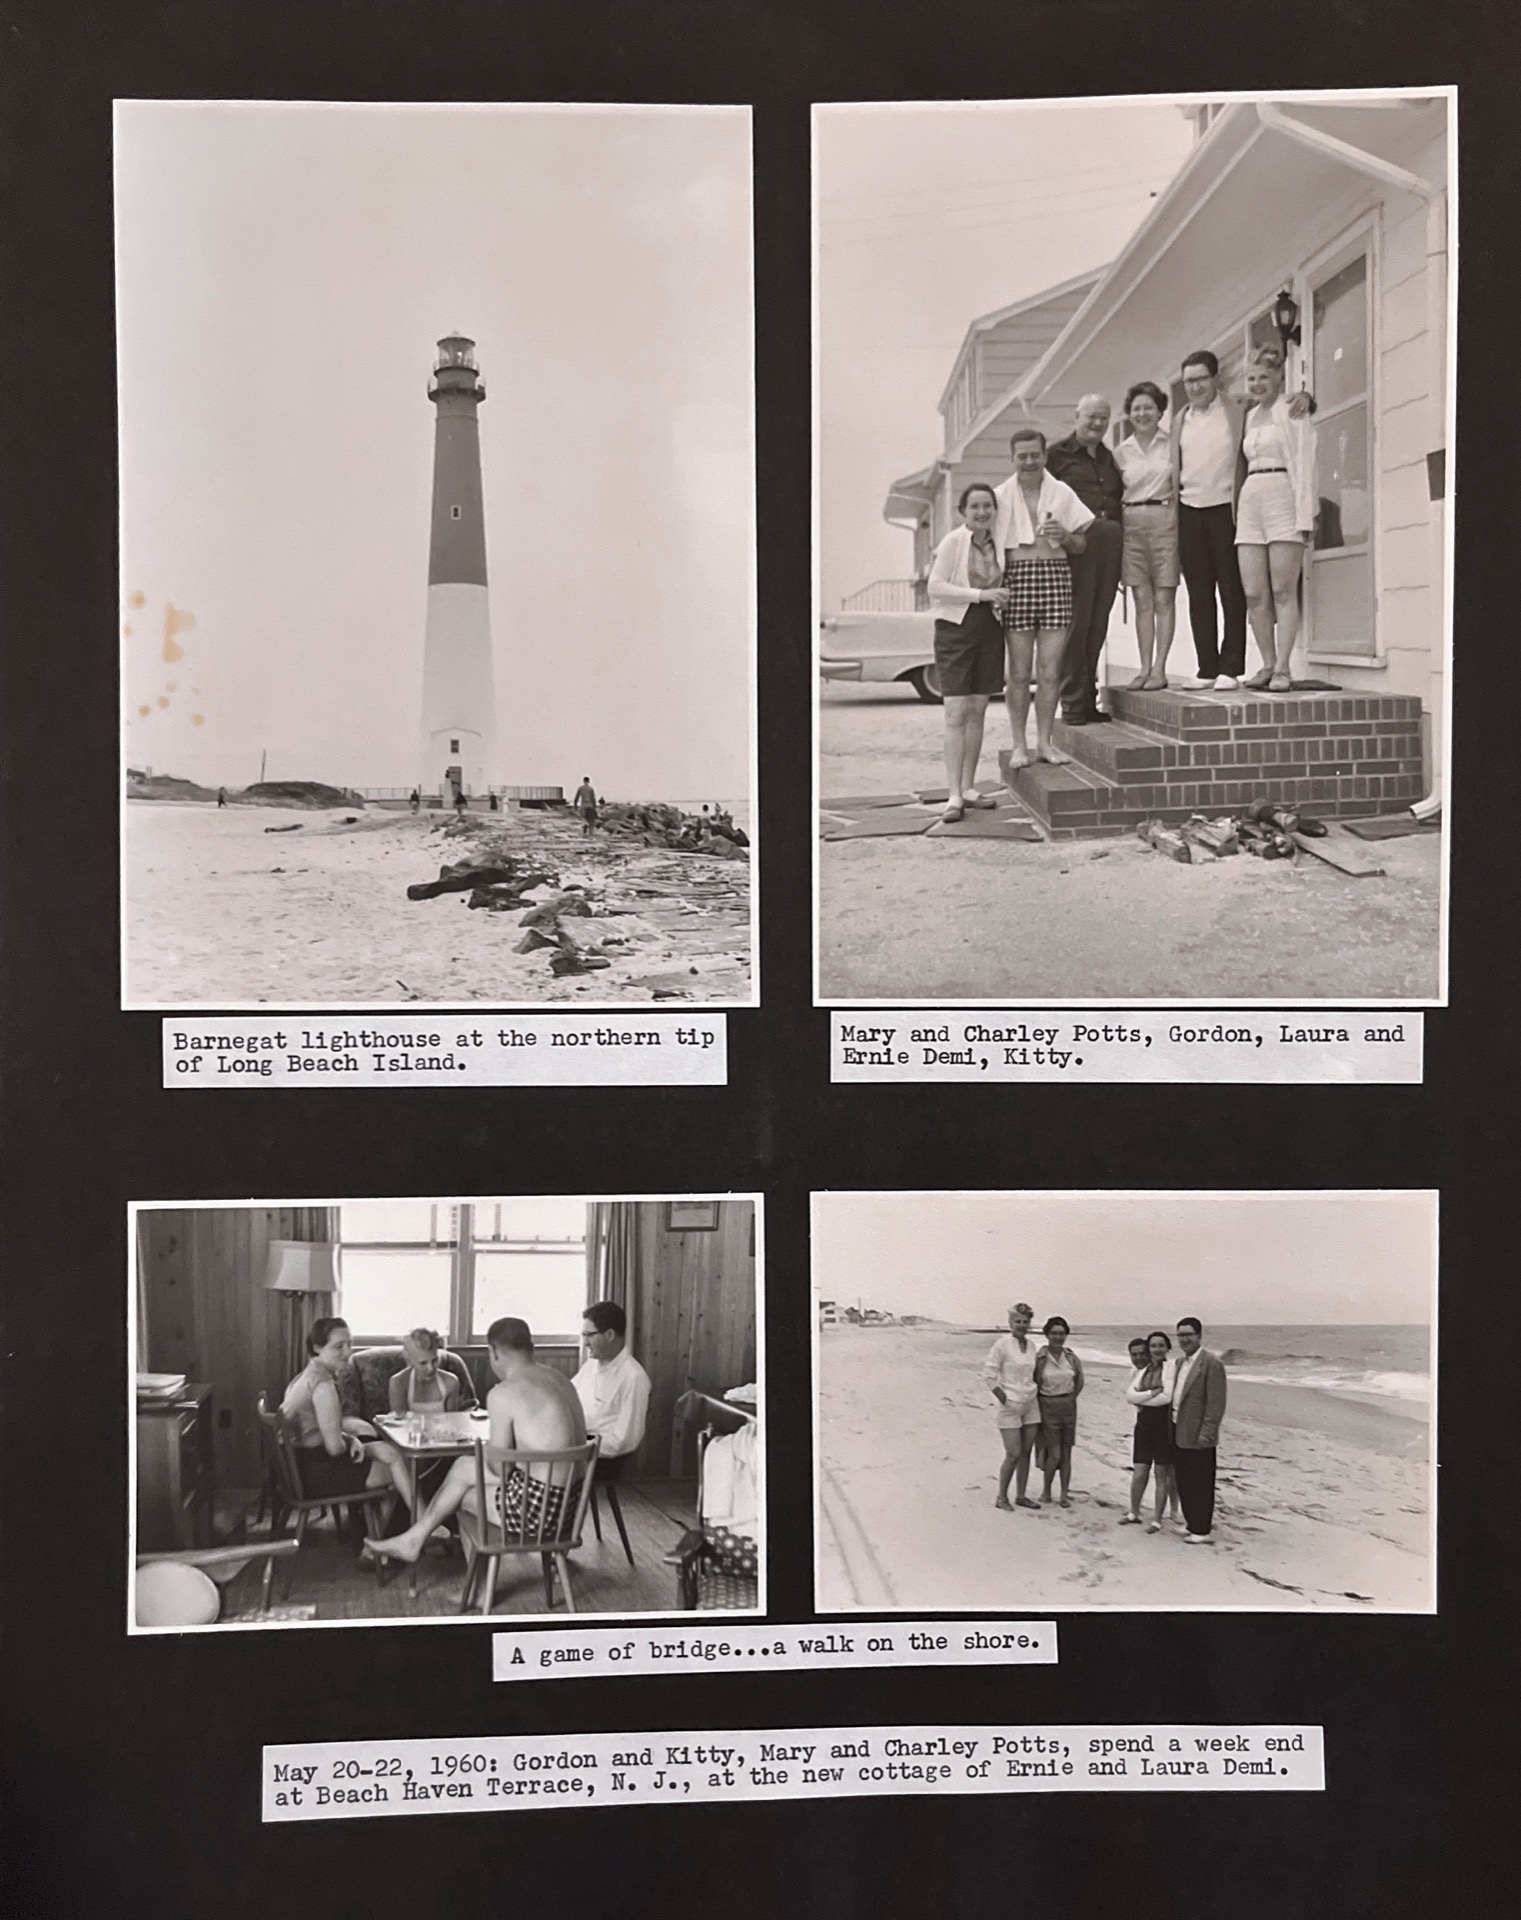 Barnegat lighthouse at the northern tip
of Long Beach Island.
Mary and Charley Potts, Gordon, Laura and
Ernie Demi, Kitty.
A game of bridge...a walk on the shore.
May 20-22, 1960: Gordon and Kitty, Mary and Charley Potts, spend a week end
at Beach Haven Terrace, N. J., at the new cottage of Ernie and Laura Demi.